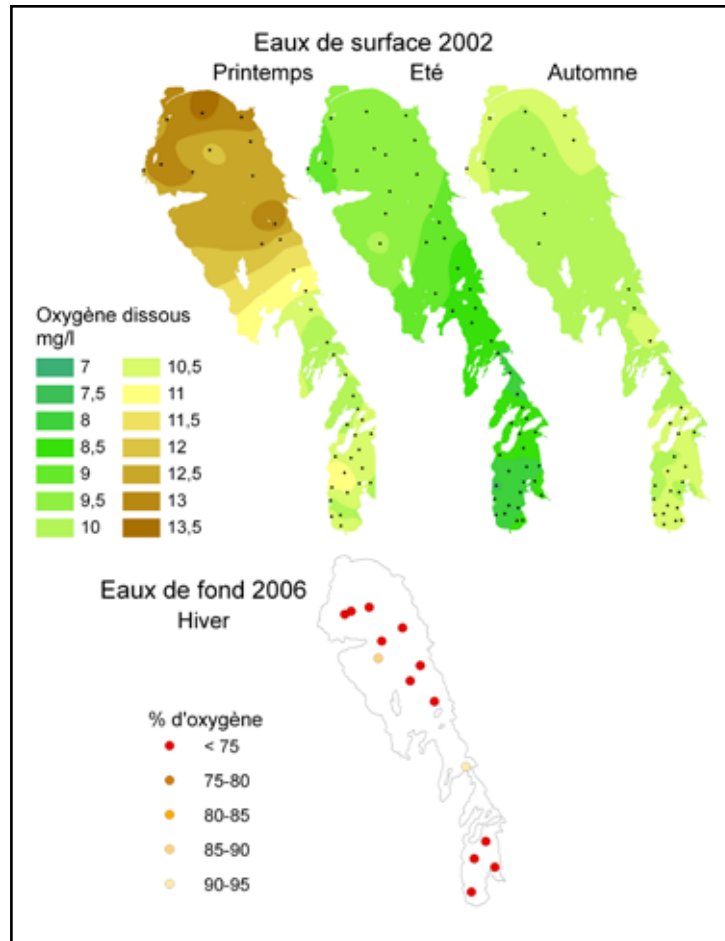 Eaux de surface 2002
Printemps Eté Automne
Oxygène dissous
mg/l
7 10,5
7,5 11
8 11,5
8,5 12
9 12,5
9,5 13
10 13,5
Eaux de fond 2006
Hiver
% d'oxygène
< 75
75-80
80-85
85-90
90-95